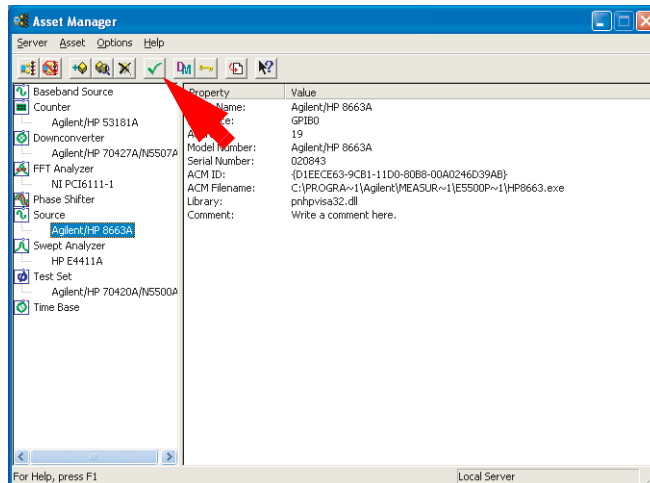 Asset Manager
Server Asset Options Help
Baseband Source
Counter
Agilent/HP 53181A
Downconverter
Agilent/HP 70427A/N5507A
FFT Analyzer
NI PCI6111-1
Phase Shifter
Source
Agilent/HP 8663A
Swept Analyzer
HP E4411A
Test Set
Agilent/HP 70420A/N5500A
Time Base
Property Value
Name: Agilent/HP 8663A
GPIB0
19
Model Number: Agilent/HP 8663A
Serial Number: 020843
ACM ID: {D1EECE63-9CB1-11D0-80B8-00A0246D39AB}
ACM Filename: C:\PROGRA~1\Agilent\MEASUR~1\E5500P~1\HP8663.exe
Library: pnhpvisa32.dll
Comment: Write a comment here.
For Help, press F1
Local Server